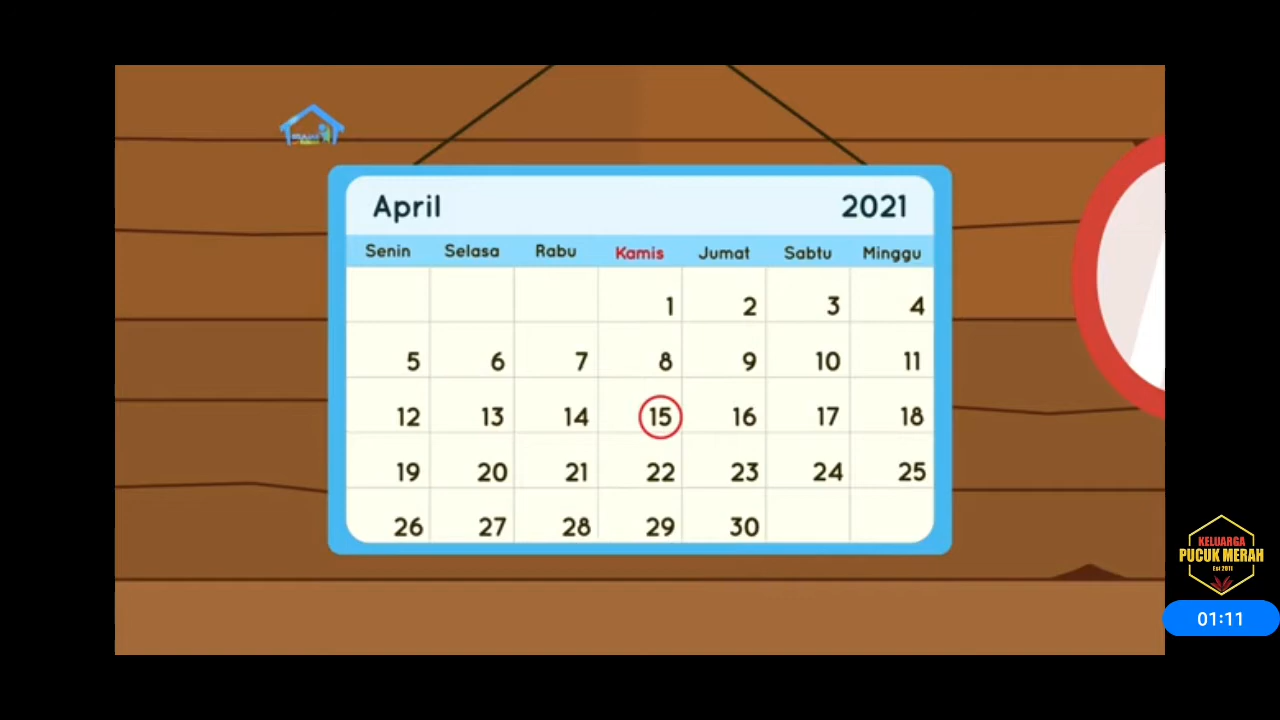 April 2021
Senin Selasa Rabu Kamis Jumat Sabtu Minggu
1 2 3 4
5 6 7 8 9 10 11
12 13 14 15 16 17 18
19 20 21 22 23 24 25
26 27 28 29 30
KELUARGA
PUCUK MERAH
Est 2011
01:11